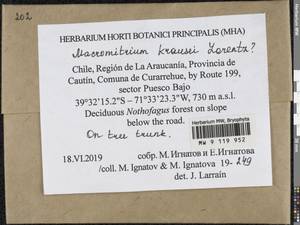 202
HERBARIUM HORTI BOTANICI PRINCIPALIS (MHA)
Macromitrium kraussei Lorentz?
Chile, Región de La Araucanía, Provincia de
Cautín, Comuna de Curarrehue, by Route 199,
sector Puesco Bajo
39°32'15.2"S – 71°33'23.3"W, 730 m a.s.l.
Deciduous Nothofagus forest on slope
below the road.
On tree trunk.
Herbarium MW, Bryophyta
MW 9 119 952
18.VI.2019 собр. М. Игнатов и Е.Игнатова
/coll. M. Ignatov & M. Ignatova 19-249
det. J. Larraín